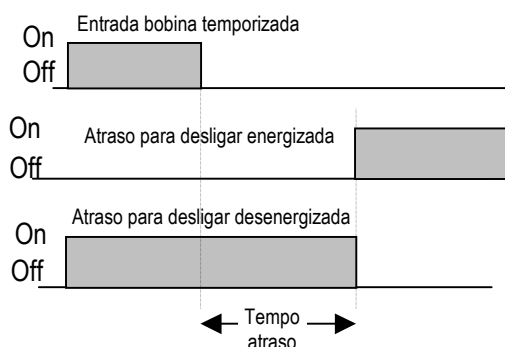 Entrada bobina temporizada
On
Off
On
Atraso para desligar energizada
Off
Atraso para desligar desenergizada
On
Off
Tempo
atraso